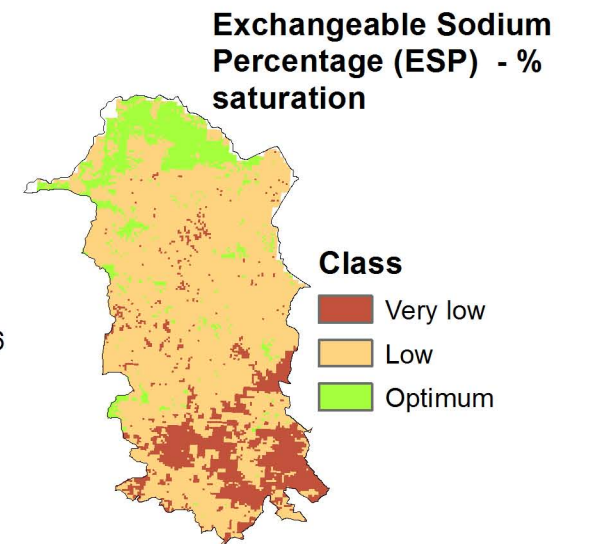 Exchangeable Sodium
Percentage (ESP) - %
saturation
Class
Very low
Low
Optimum